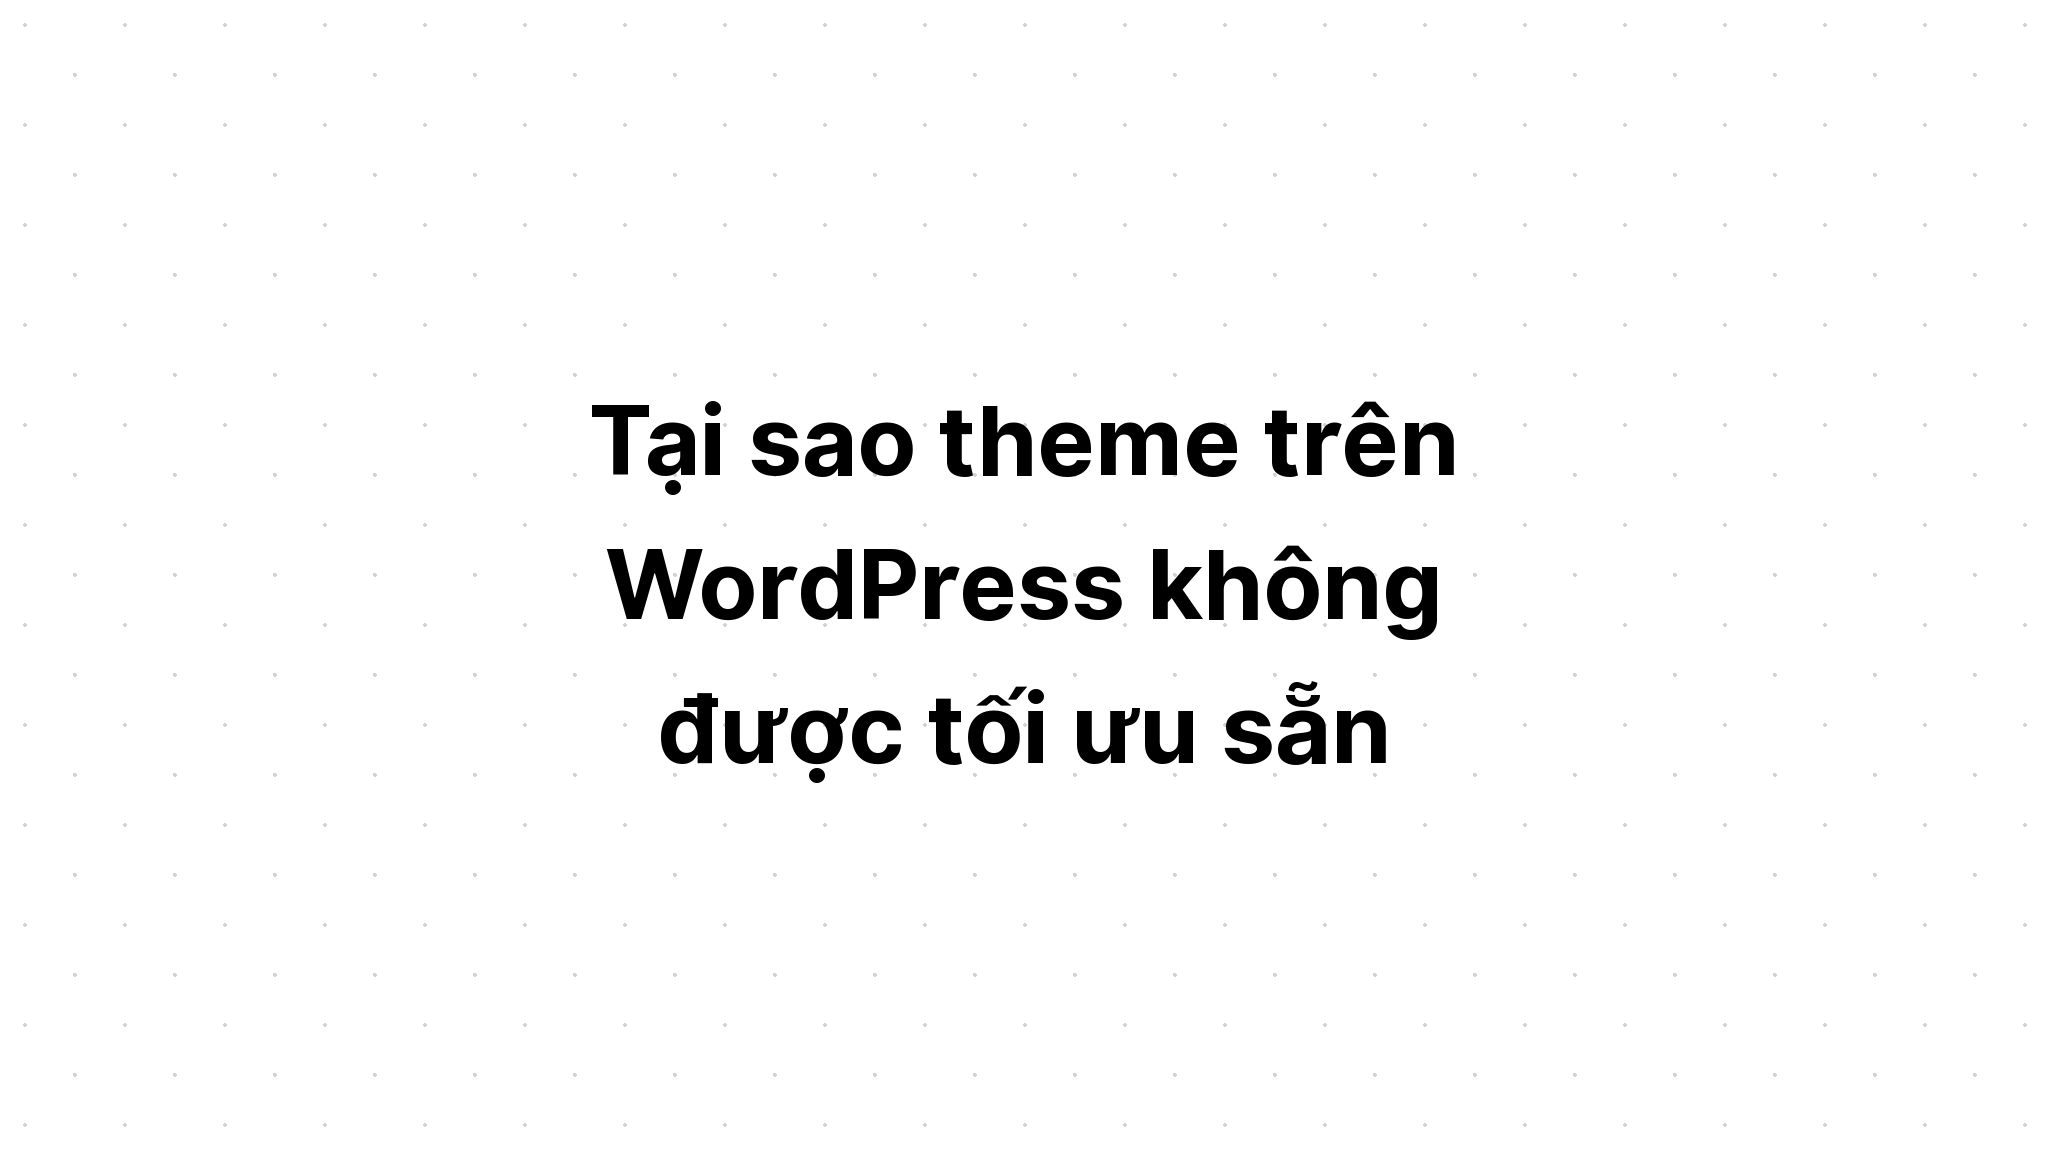 Tại sao theme trên
WordPress không
được tối ưu sẵn